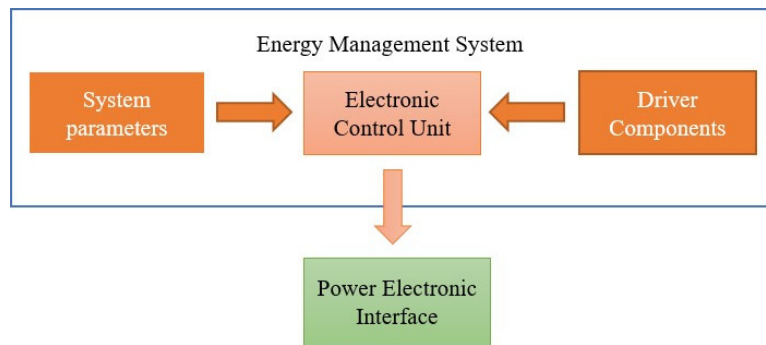 Energy Management System
System
parameters
Electronic
Control Unit
Driver
Components
Power Electronic
Interface